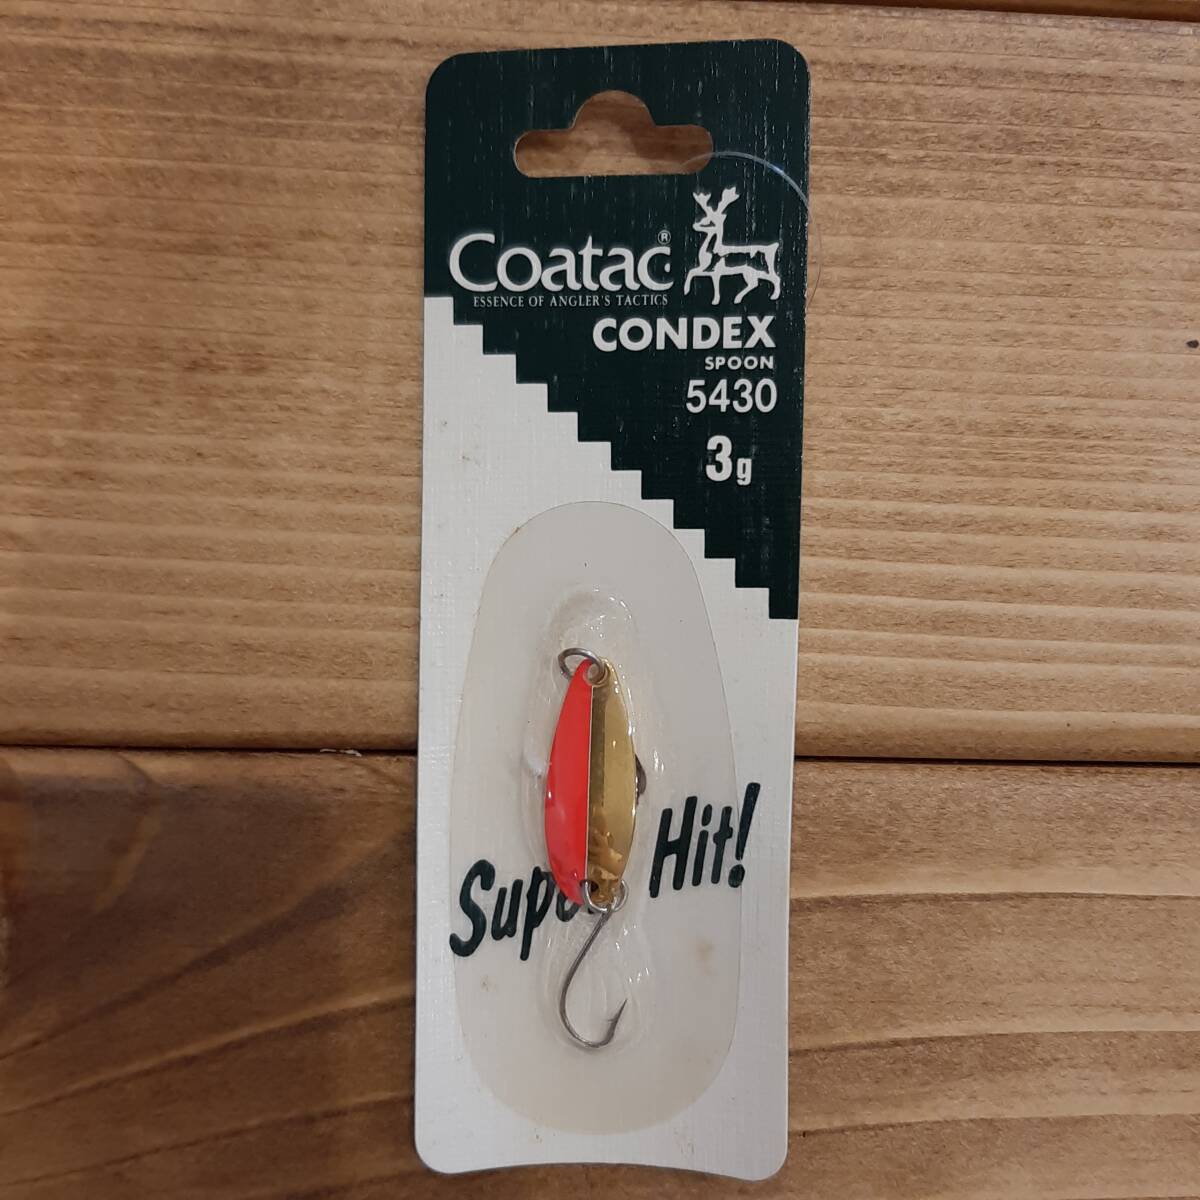 Coatac®
ESSENCE OF ANGLER'S TACTICS
CONDEX
SPOON
5430
3g
Hit!